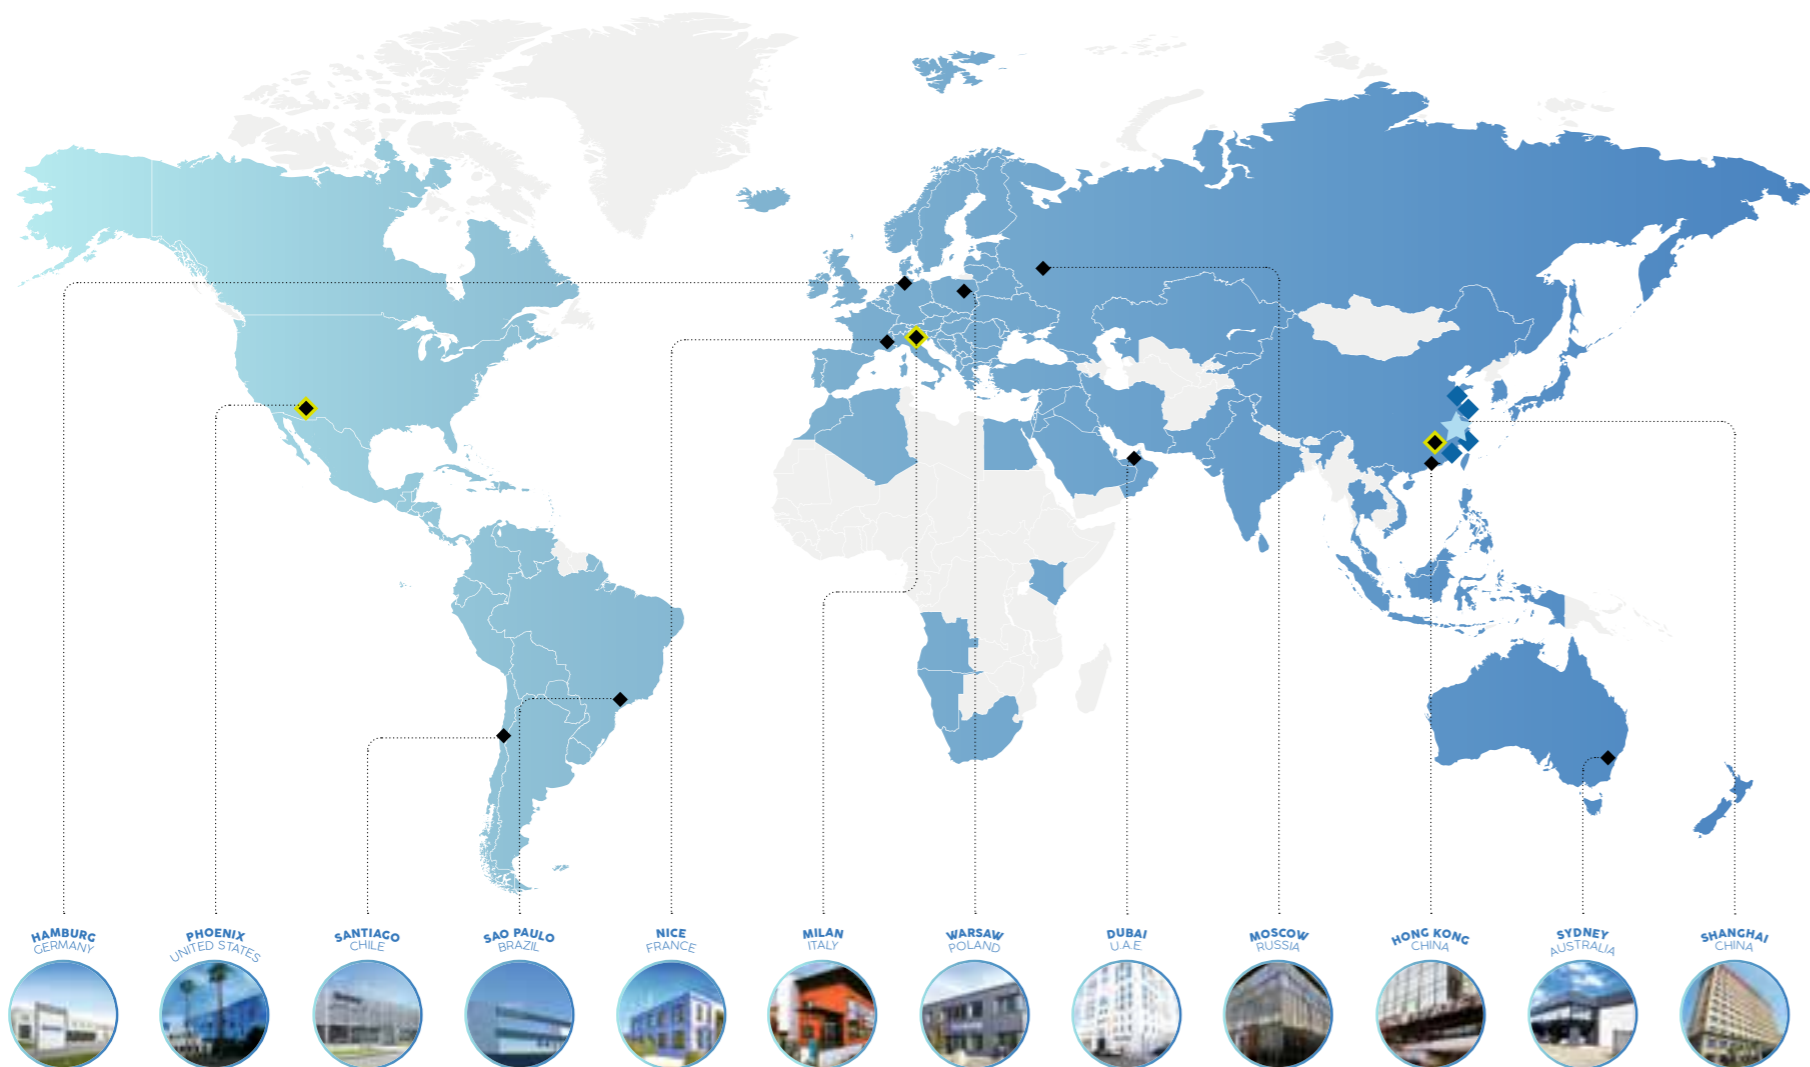 HAMBURG
GERMANY
PHOENIX
UNITED STATES
SANTIAGO
CHILE
SAO PAULO
BRAZIL
NICE
FRANCE
MILAN
ITALY
WARSAW
POLAND
DUBAI
U.A.E.
MOSCOW
RUSSIA
HONG KONG
CHINA
SYDNEY
AUSTRALIA
SHANGHAI
CHINA